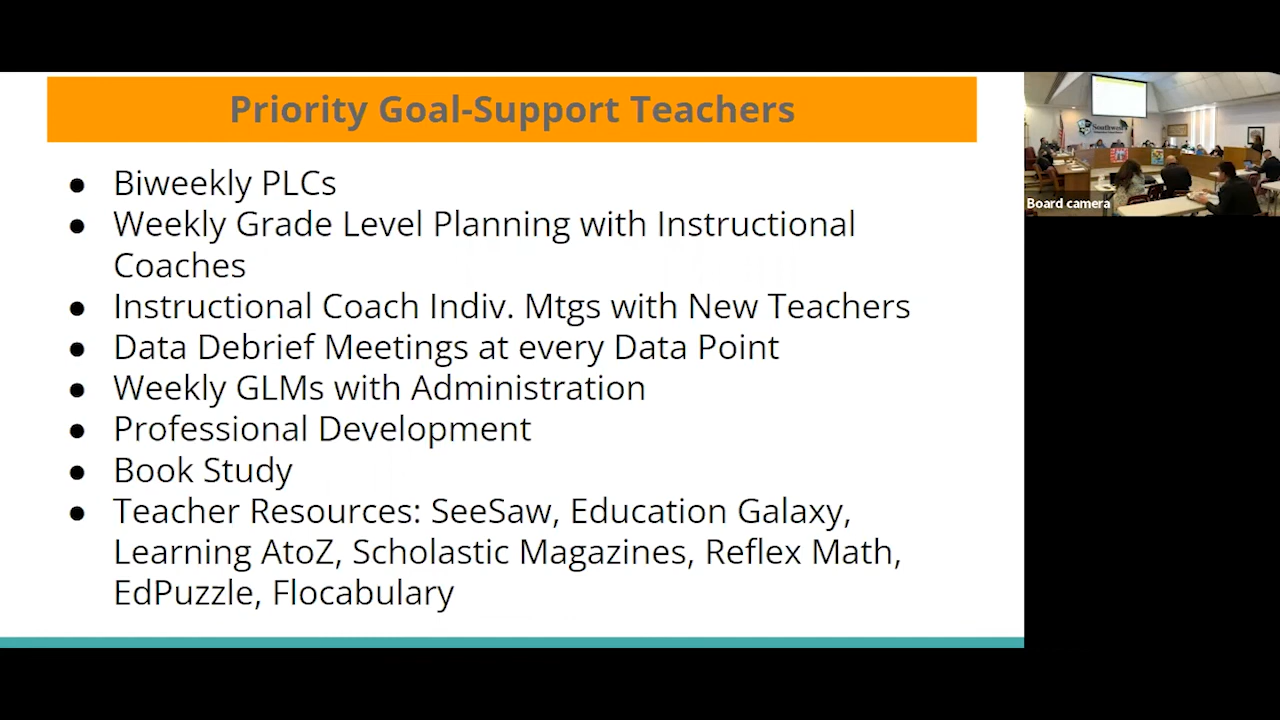 Priority Goal-Support Teachers
● Biweekly PLCs
● Weekly Grade Level Planning with Instructional
Coaches
● Instructional Coach Indiv. Mtgs with New Teachers
● Data Debrief Meetings at every Data Point
● Weekly GLMs with Administration
● Professional Development
● Book Study
● Teacher Resources: SeeSaw, Education Galaxy,
Learning AtoZ, Scholastic Magazines, Reflex Math,
EdPuzzle, Flocabulary
Southwest
Board camera